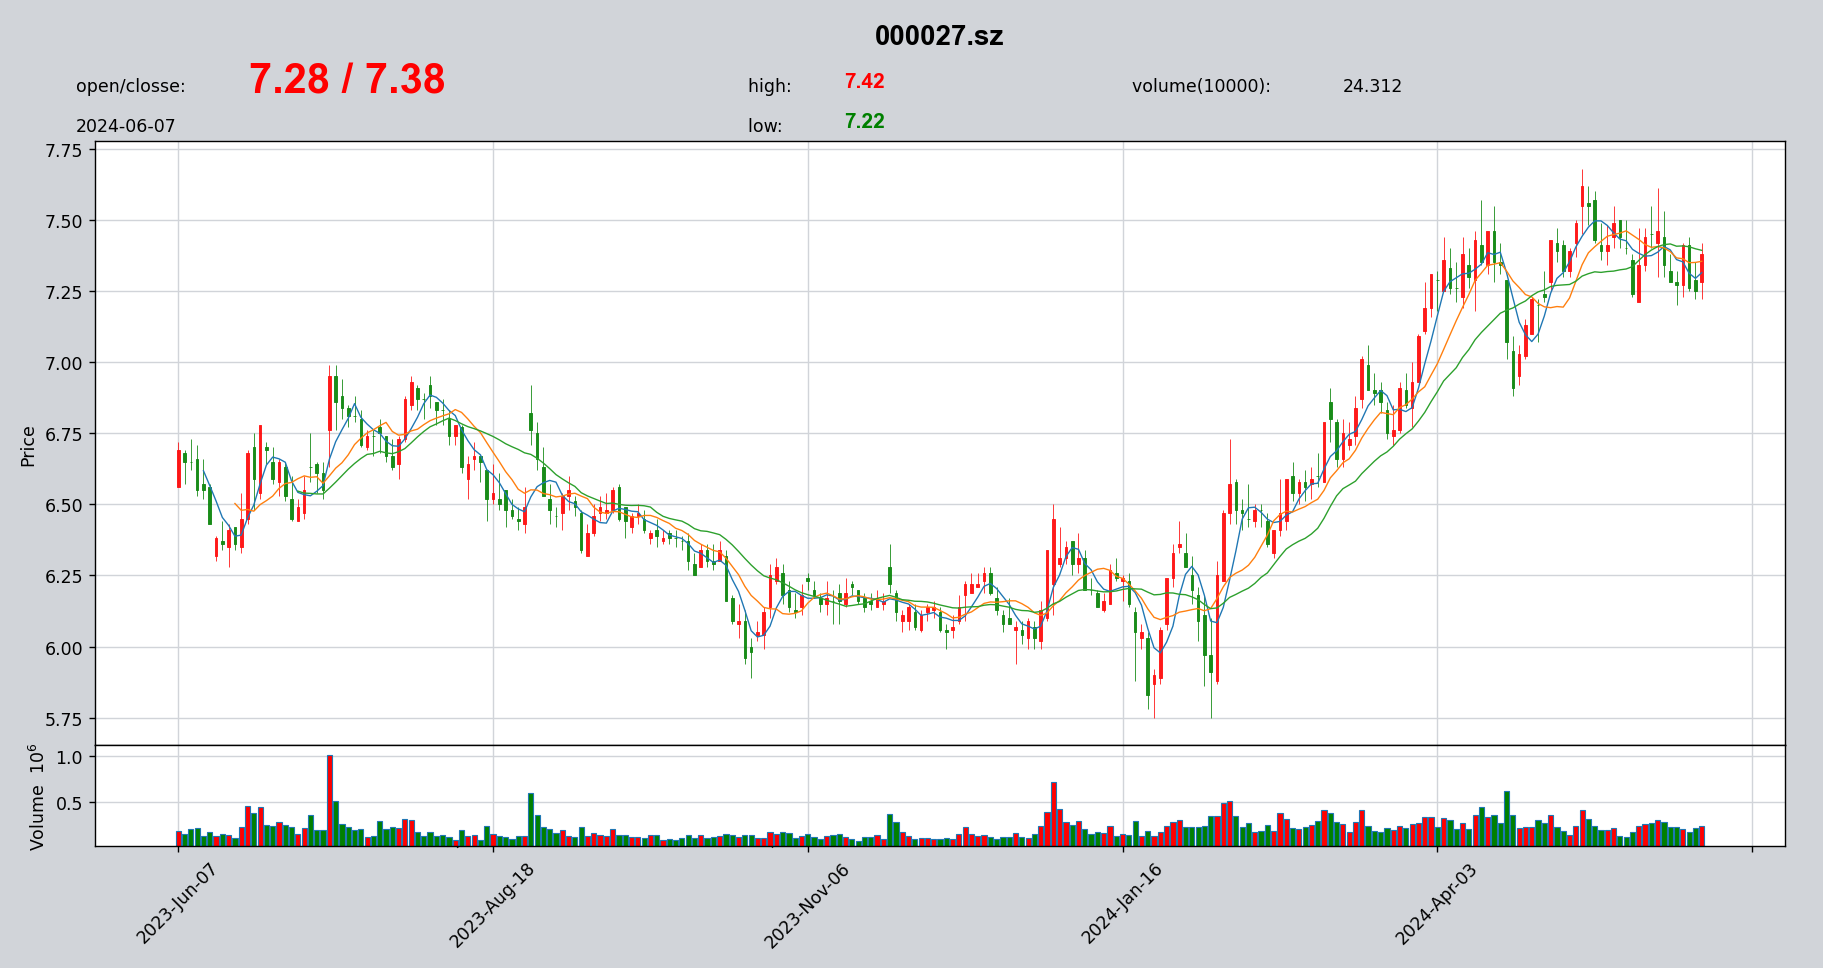 000027.sz
open/closse: 7.28 / 7.38 high: 7.42 volume(10000): 24.312
2024-06-07 low: 7.22
7.75
7.50
7.25
7.00
6.75
6.50
6.25
6.00
5.75
Price
1.0
0.5
Volume 10⁶
2023-Jun-07 2023-Aug-18 2023-Nov-06 2024-Jan-16 2024-Apr-03